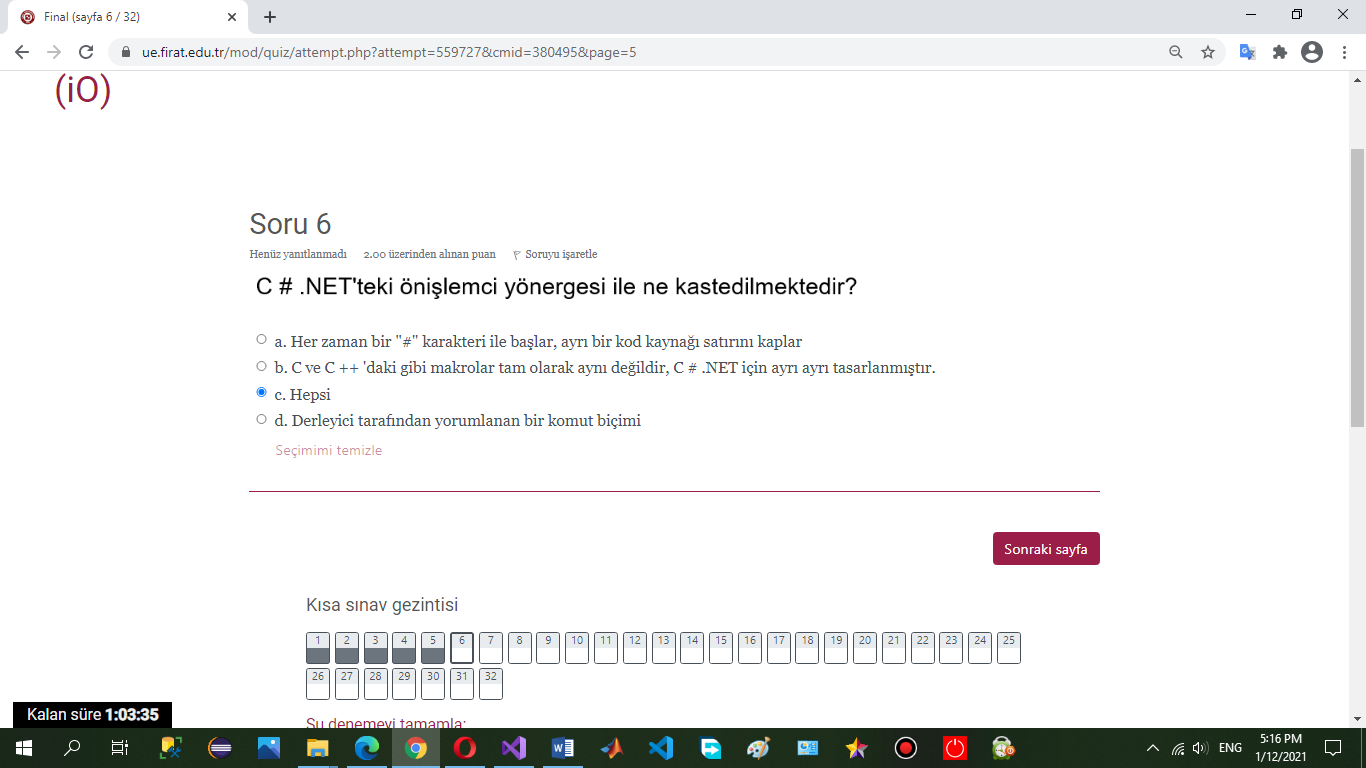 Final (sayfa 6 / 32)
ue.firat.edu.tr/mod/quiz/attempt.php?attempt=559727&cmid=380495&page=5
(iO)
Soru 6
Henüz yanıtlanmadı 2.00 üzerinden alınan puan Soruyu işaretle
C # .NET'teki önişlemci yönergesi ile ne kastedilmektedir?
a. Her zaman bir "#" karakteri ile başlar, ayrı bir kod kaynağı satırını kaplar
b. C ve C ++ 'daki gibi makrolar tam olarak aynı değildir, C # .NET için ayrı ayrı tasarlanmıştır.
c. Hepsi
d. Derleyici tarafından yorumlanan bir komut biçimi
Seçimimi temizle
Sonraki sayfa
Kısa sınav gezintisi
1 2 3 4 5 6 7 8 9 10 11 12 13 14 15 16 17 18 19 20 21 22 23 24 25
26 27 28 29 30 31 32
Şu denemeyi tamamla:
Kalan süre 1:03:35
ENG
5:16 PM
1/12/2021